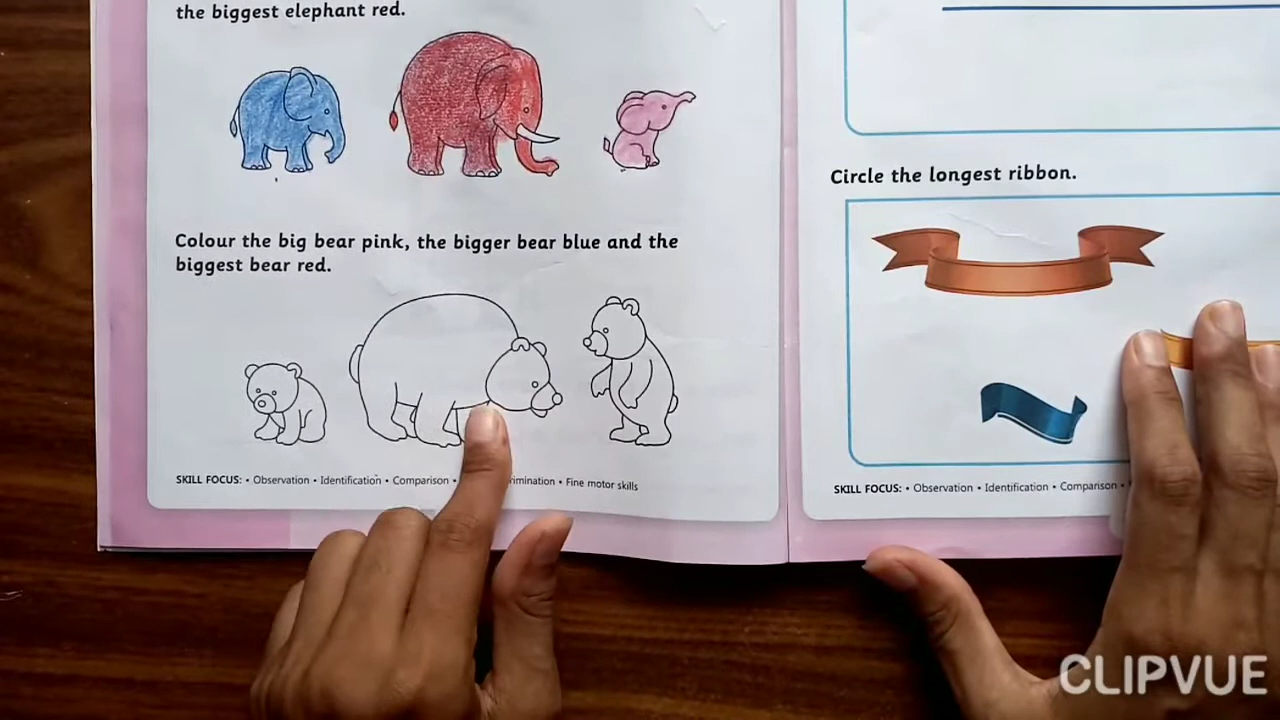 the biggest elephant red.
Colour the big bear pink, the bigger bear blue and the
biggest bear red.
SKILL FOCUS: • Observation • Identification • Comparison • rimination • Fine motor skills
Circle the longest ribbon.
SKILL FOCUS: • Observation • Identification • Comparison •
CLIPVUE